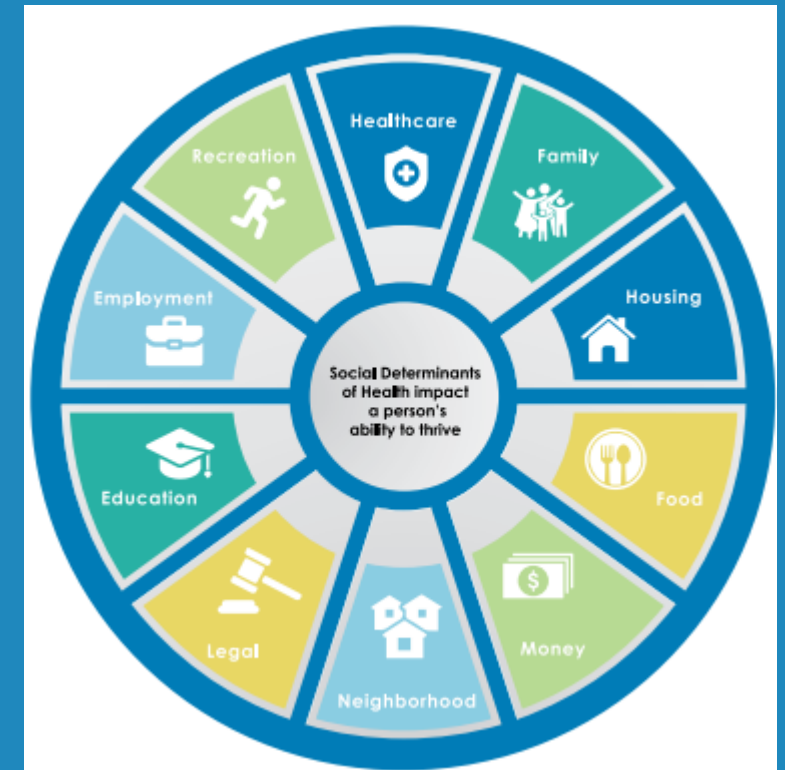 Healthcare
Family
Housing
Food
Money
$
Neighborhood
Legal
Education
Employment
Recreation
Social Determinants
of Health impact
a person's
ability to thrive